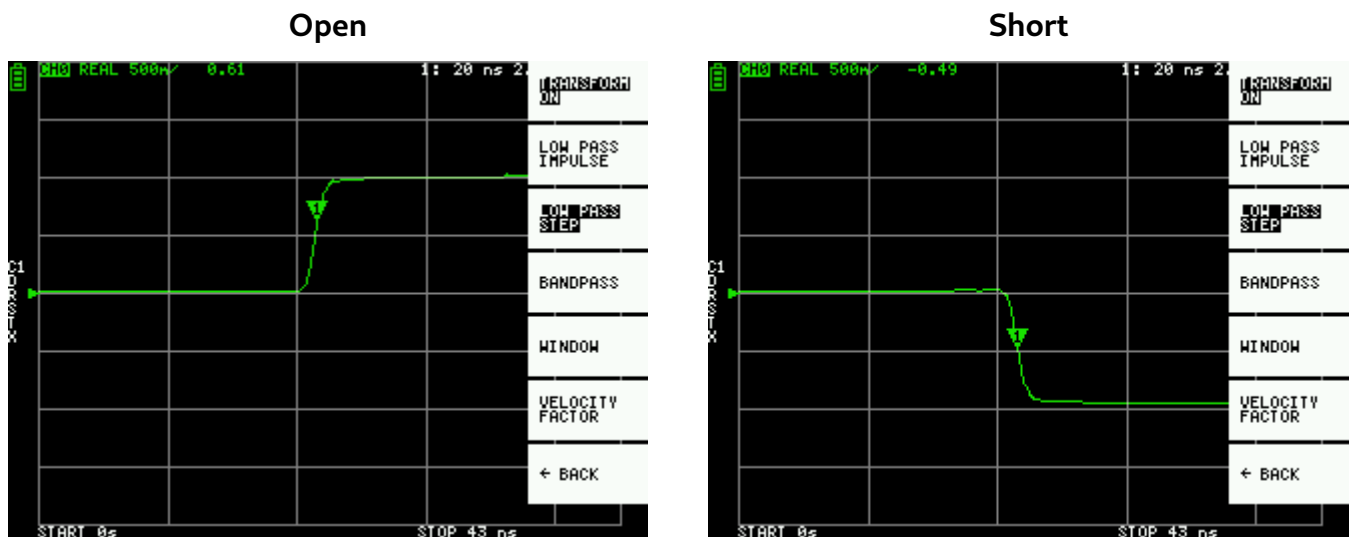 Open
CH0 REAL 500m/ 0.61 1: 20 ns 2.
TRANSFORM
ON
LOW PASS
IMPULSE
LOW PASS
STEP
BANDPASS
WINDOW
VELOCITY
FACTOR
← BACK
START 0s STOP 43 ns
Short
CH0 REAL 500m/ -0.49 1: 20 ns 2.
TRANSFORM
ON
LOW PASS
IMPULSE
LOW PASS
STEP
BANDPASS
WINDOW
VELOCITY
FACTOR
← BACK
START 0s STOP 43 ns